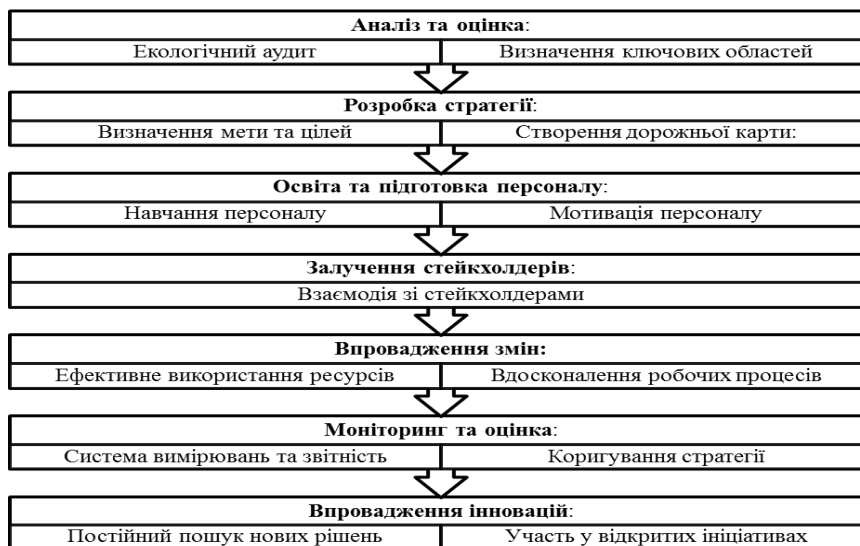 Аналіз та оцінка:
Екологічний аудит
Визначення ключових областей
Розробка стратегії:
Визначення мети та цілей
Створення дорожньої карти:
Освіта та підготовка персоналу:
Навчання персоналу
Мотивація персоналу
Залучення стейкхолдерів:
Взаємодія зі стейкхолдерами
Впровадження змін:
Ефективне використання ресурсів
Вдосконалення робочих процесів
Моніторинг та оцінка:
Система вимірювань та звітність
Коригування стратегії
Впровадження інновацій:
Постійний пошук нових рішень
Участь у відкритих ініціативах